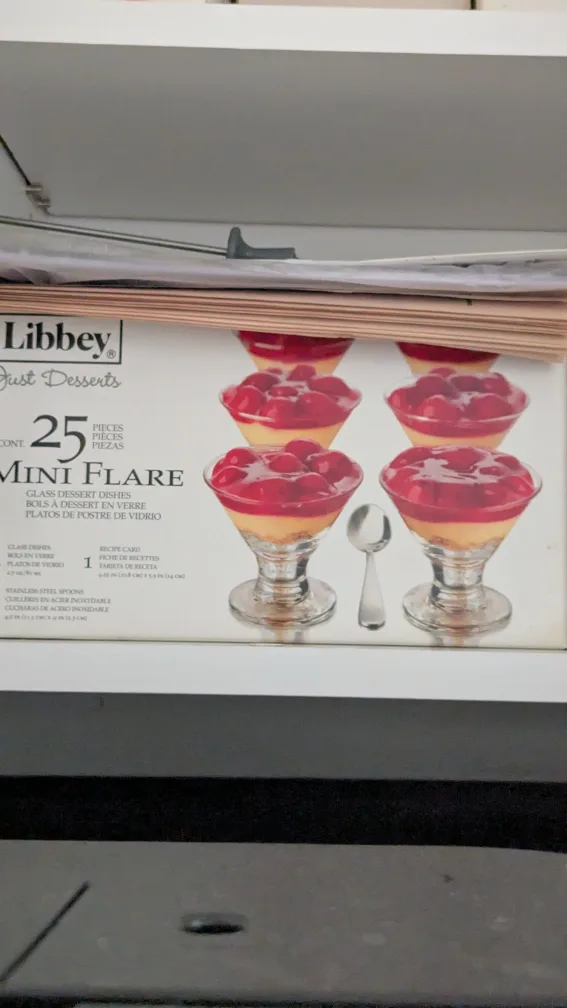 Libbey®
Just Desserts
CONT. 25 PIECES
PIÈCES
PIEZAS
MINI FLARE
GLASS DESSERT DISHES
BOLS À DESSERT EN VERRE
PLATOS DE POSTRE DE VIDRIO
GLASS DISHES
BOLS EN VERRE
PLATOS DE VIDRIO
1 RECIPE CARD
FICHE DE RECETTES
TARJETA DE RECETA
STAINLESS STEEL SPOONS
CUILLÈRES EN ACIER INOXYDABLE
CUCHARAS DE ACERO INOXIDABLE